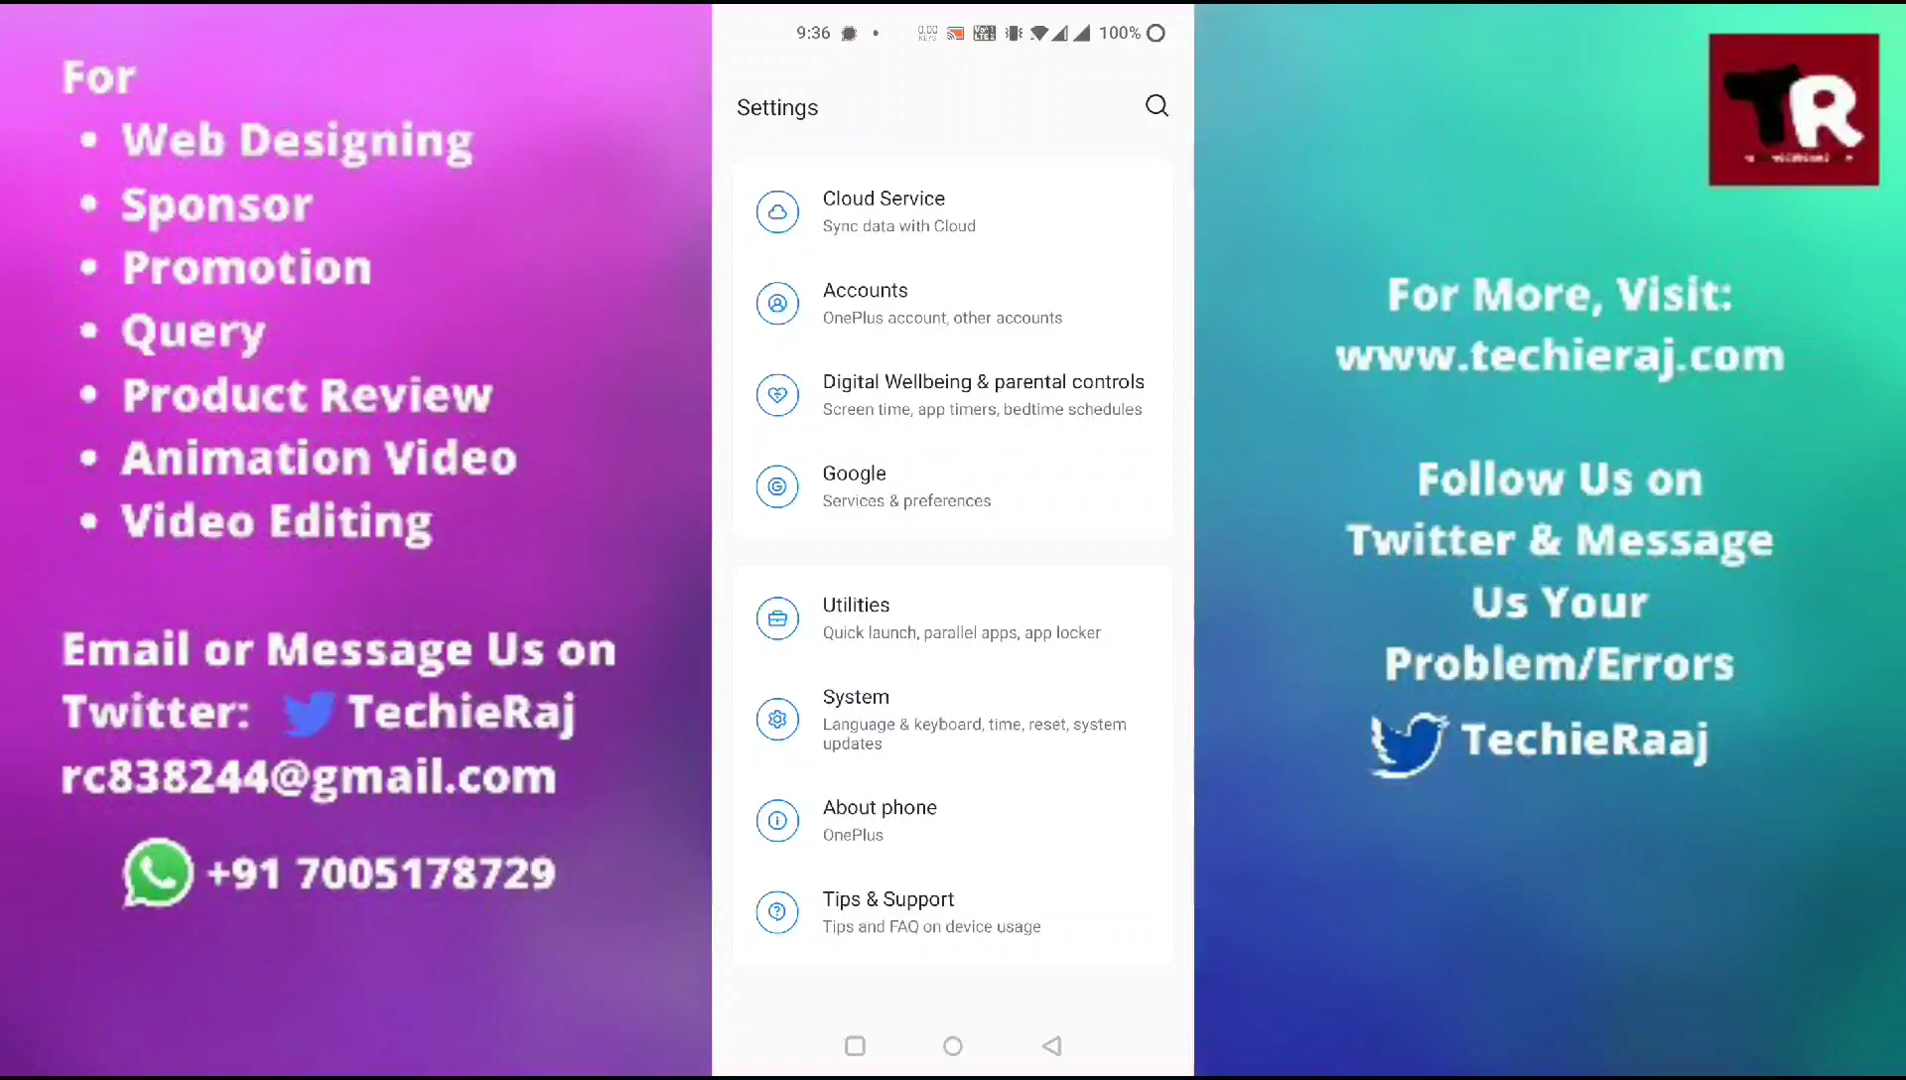 For
• Web Designing
• Sponsor
• Promotion
• Query
• Product Review
• Animation Video
• Video Editing
Email or Message Us on
Twitter: TechieRaj
rc838244@gmail.com
+91 7005178729
9:36
100%
Settings
Cloud Service
Sync data with Cloud
Accounts
OnePlus account, other accounts
Digital Wellbeing & parental controls
Screen time, app timers, bedtime schedules
Google
Services & preferences
Utilities
Quick launch, parallel apps, app locker
System
Language & keyboard, time, reset, system
updates
About phone
OnePlus
Tips & Support
Tips and FAQ on device usage
TR
For More, Visit:
www.techieraj.com
Follow Us on
Twitter & Message
Us Your
Problem/Errors
TechieRaaj